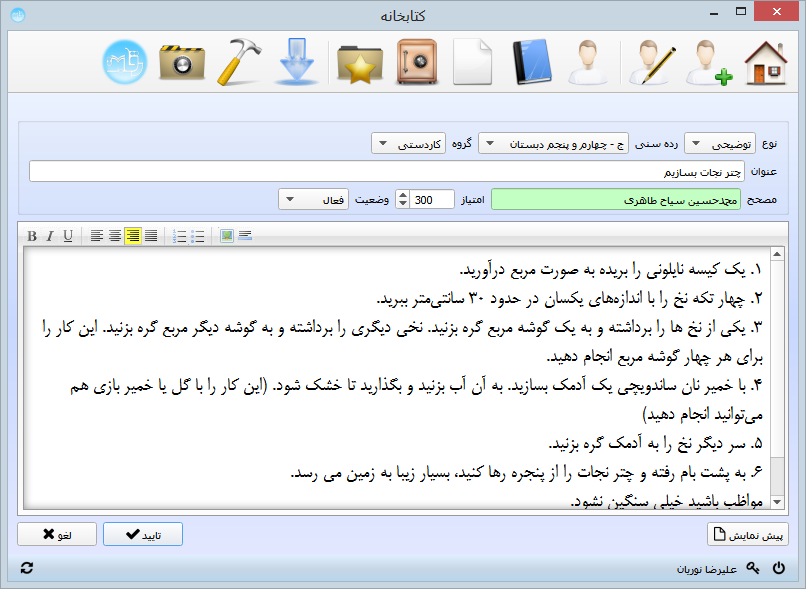 کتابخانه
نوع توضیحی رده سنی ج - چهارم و پنجم دبستان گروه کاردستی
عنوان چتر نجات بسازیم
مصحح محمدحسین سیاح طاهری امتیاز 300 وضعیت فعال
B I U
۱. یک کیسه نایلونی را بریده به صورت مربع درآورید.
۲. چهار تکه نخ را با اندازه‌های یکسان در حدود ۳۰ سانتی‌متر ببرید.
۳. یکی از نخ ها را برداشته و به یک گوشه مربع گره بزنید. نخی دیگری را برداشته و به گوشه دیگر مربع گره بزنید. این کار را
برای هر چهار گوشه مربع انجام دهید.
۴. با خمیر نان ساندویچی یک آدمک بسازید. به آن آب بزنید و بگذارید تا خشک شود. (این کار را با گل یا خمیر بازی هم
می‌توانید انجام دهید)
۵. سر دیگر نخ را به آدمک گره بزنید.
۶. به پشت بام رفته و چتر نجات را از پنجره رها کنید، بسیار زیبا به زمین می رسد.
مواظب باشید خیلی سنگین نشود.
پیش نمایش تایید لغو
علیرضا نوریان